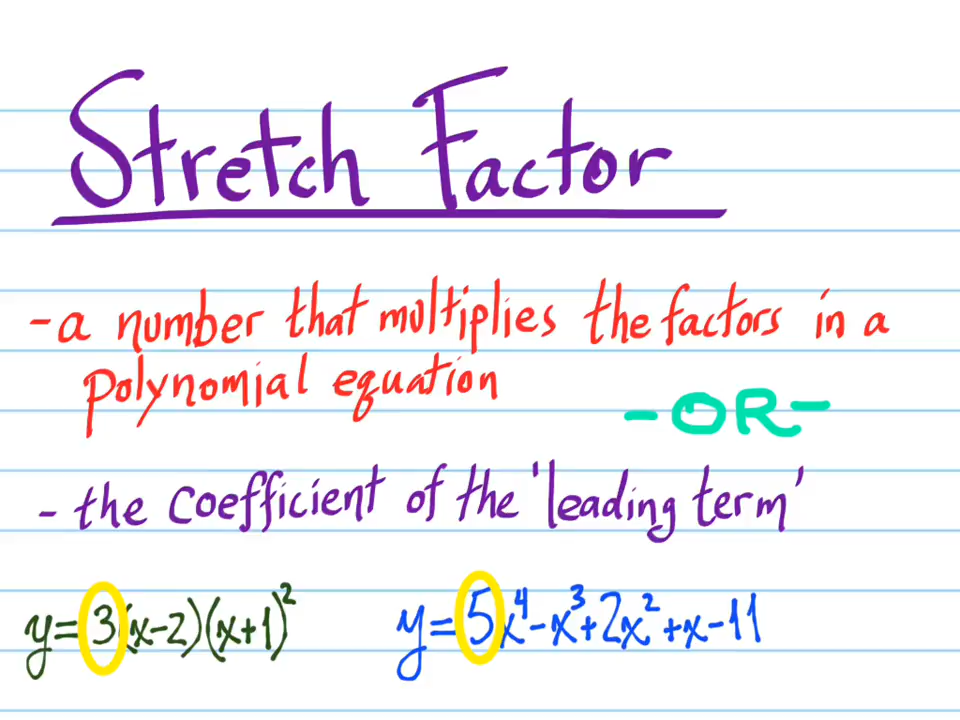 Stretch Factor
- a number that multiplies the factors in a
polynomial equation
- OR -
- the coefficient of the 'leading term'
y = 3(x-2)(x+1)² y = 5x⁴ - x³ + 2x² + x - 11